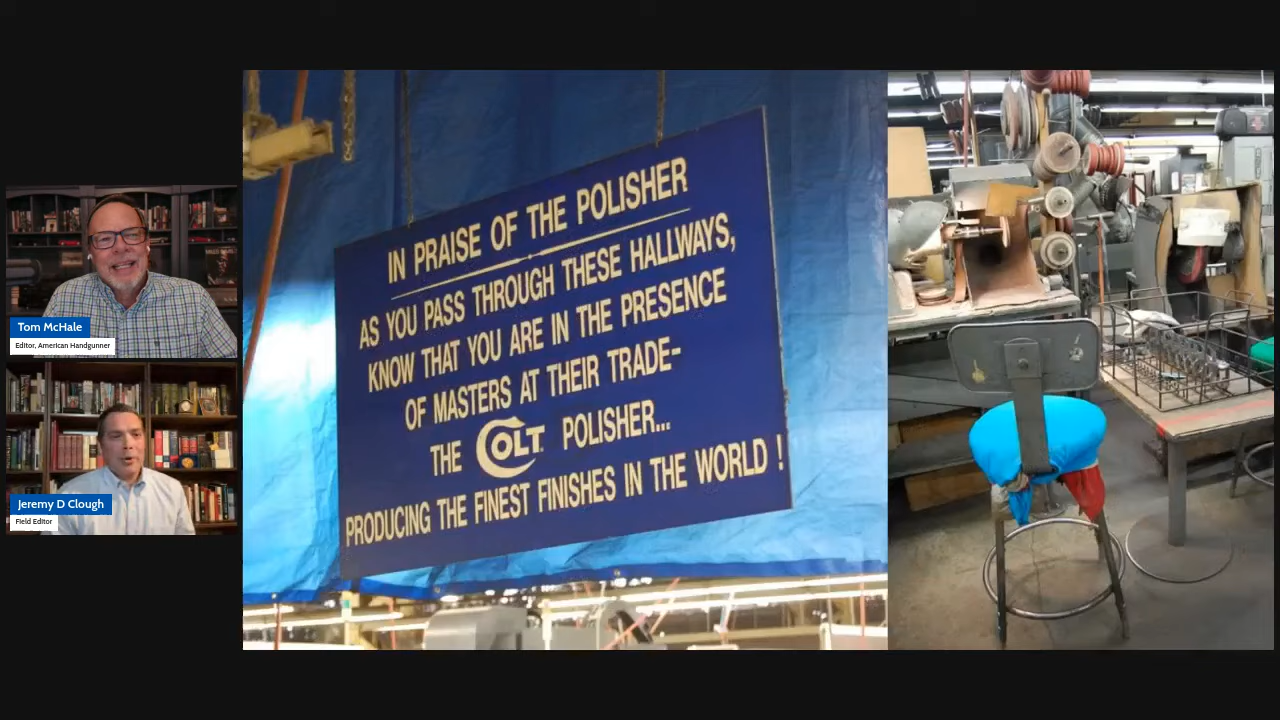 Tom McHale
Editor, American Handgunner
Jeremy D Clough
Field Editor
IN PRAISE OF THE POLISHER
AS YOU PASS THROUGH THESE HALLWAYS,
KNOW THAT YOU ARE IN THE PRESENCE
OF MASTERS AT THEIR TRADE-
THE COLT POLISHER...
PRODUCING THE FINEST FINISHES IN THE WORLD !